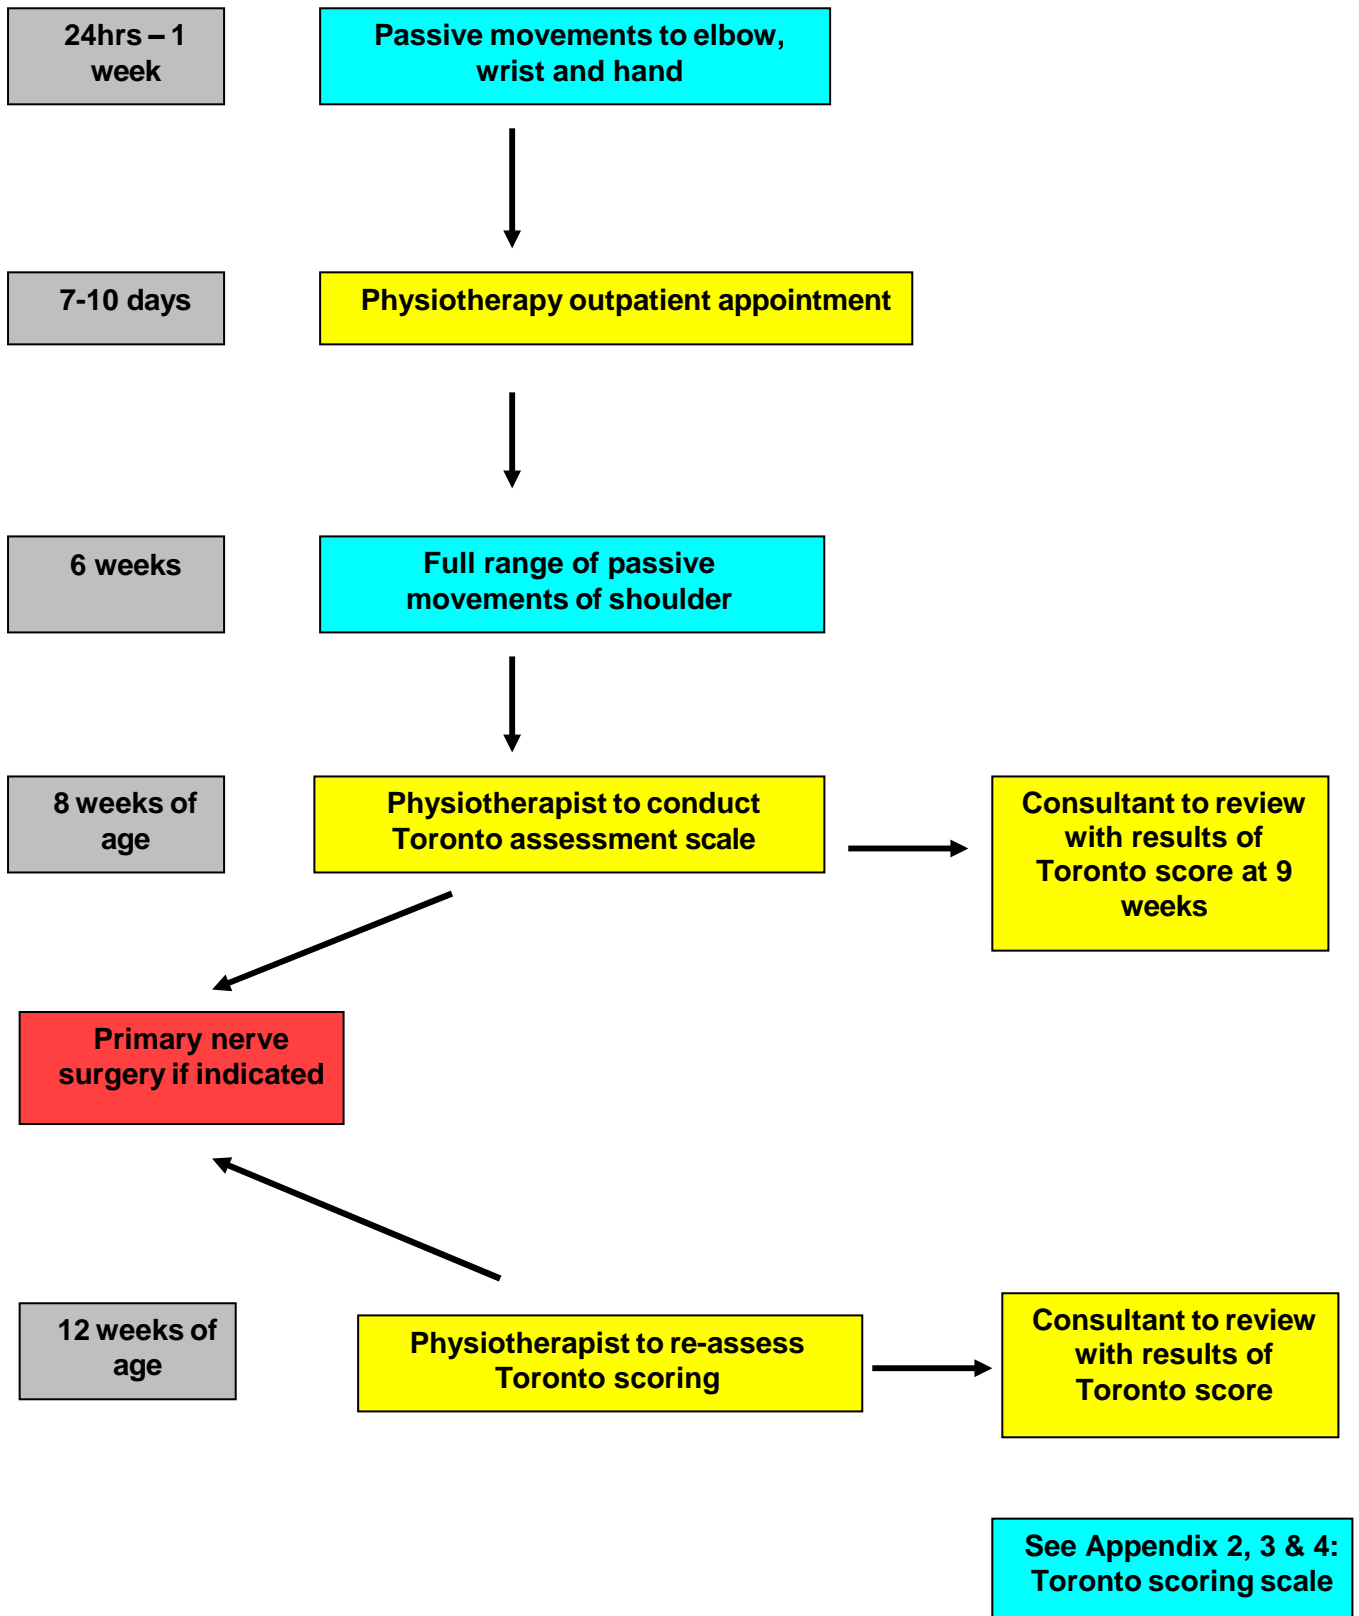 24hrs – 1
week
Passive movements to elbow,
wrist and hand
7-10 days
Physiotherapy outpatient appointment
6 weeks
Full range of passive
movements of shoulder
8 weeks of
age
Physiotherapist to conduct
Toronto assessment scale
Consultant to review
with results of
Toronto score at 9
weeks
Primary nerve
surgery if indicated
12 weeks of
age
Physiotherapist to re-assess
Toronto scoring
Consultant to review
with results of
Toronto score
See Appendix 2, 3 & 4:
Toronto scoring scale